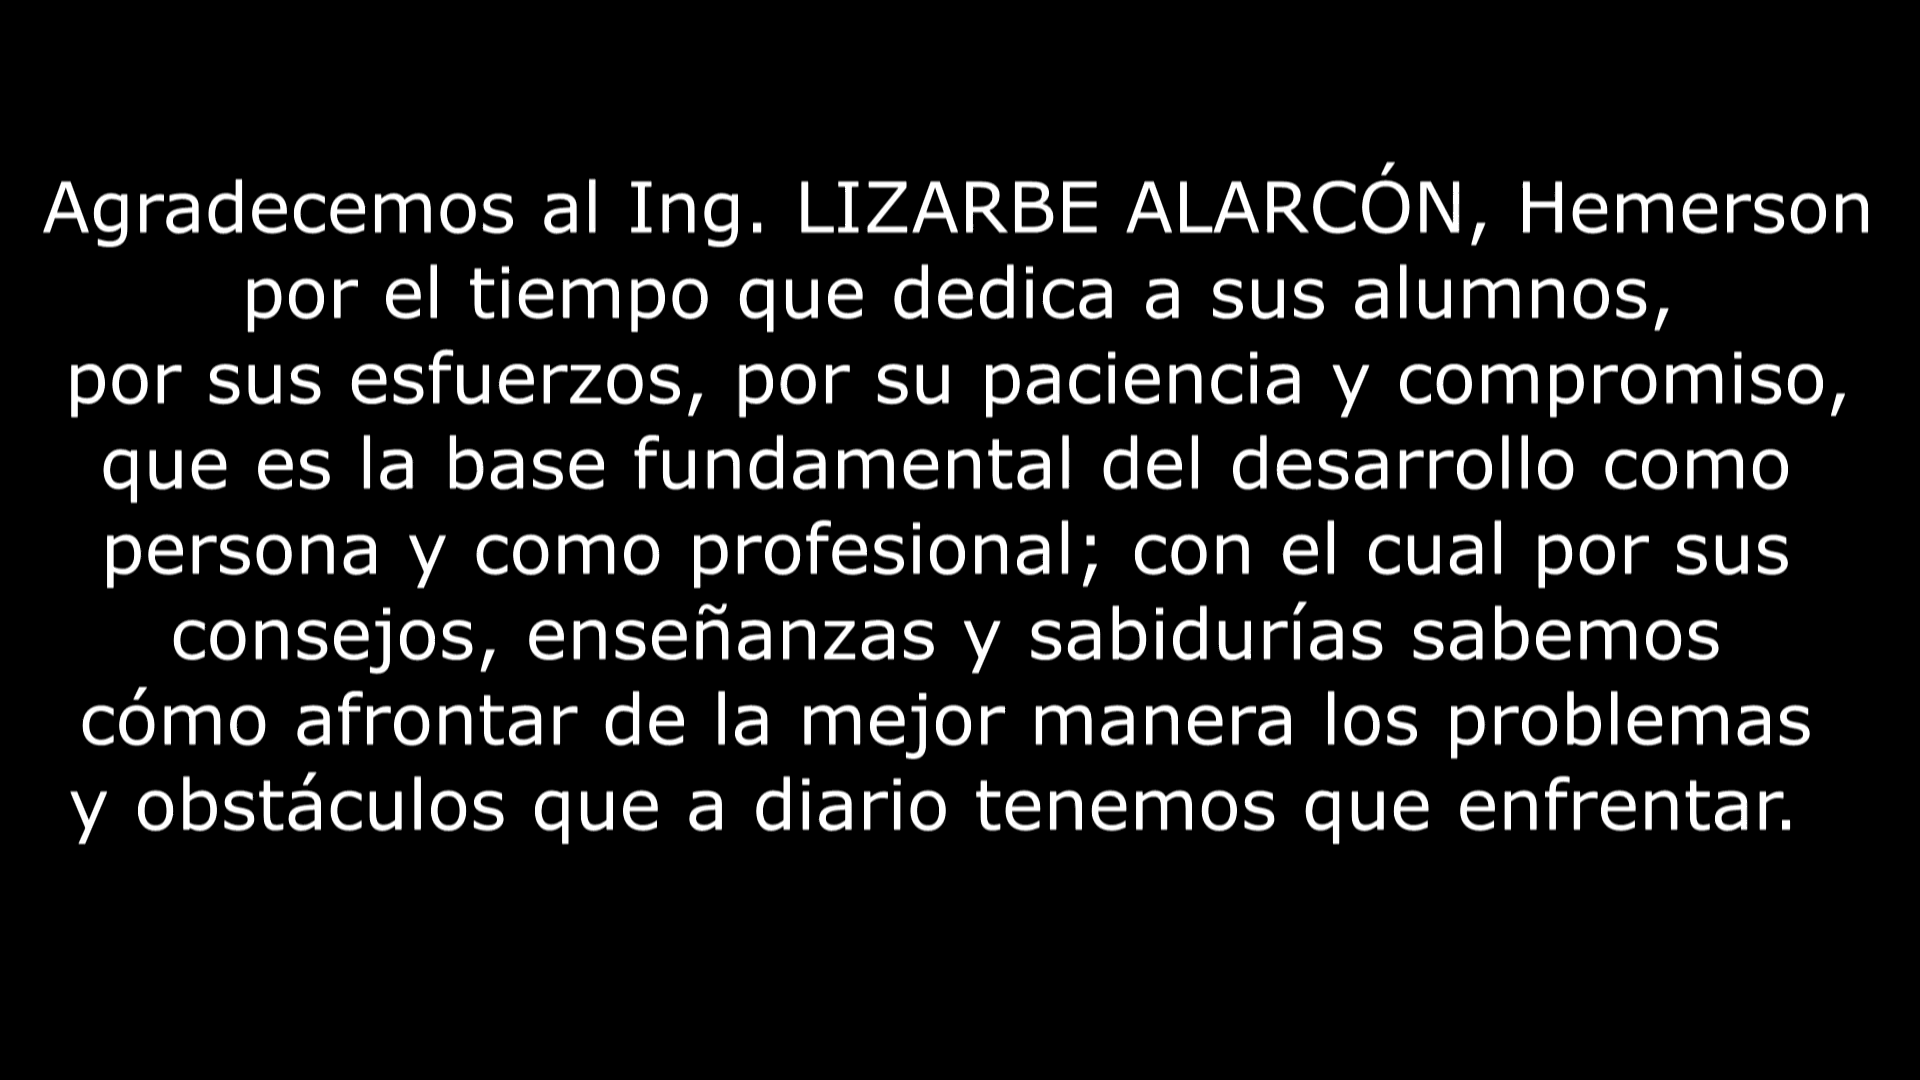 Agradecemos al Ing. LIZARBE ALARCÓN, Hemerson
por el tiempo que dedica a sus alumnos,
por sus esfuerzos, por su paciencia y compromiso,
que es la base fundamental del desarrollo como
persona y como profesional; con el cual por sus
consejos, enseñanzas y sabidurías sabemos
cómo afrontar de la mejor manera los problemas
y obstáculos que a diario tenemos que enfrentar.